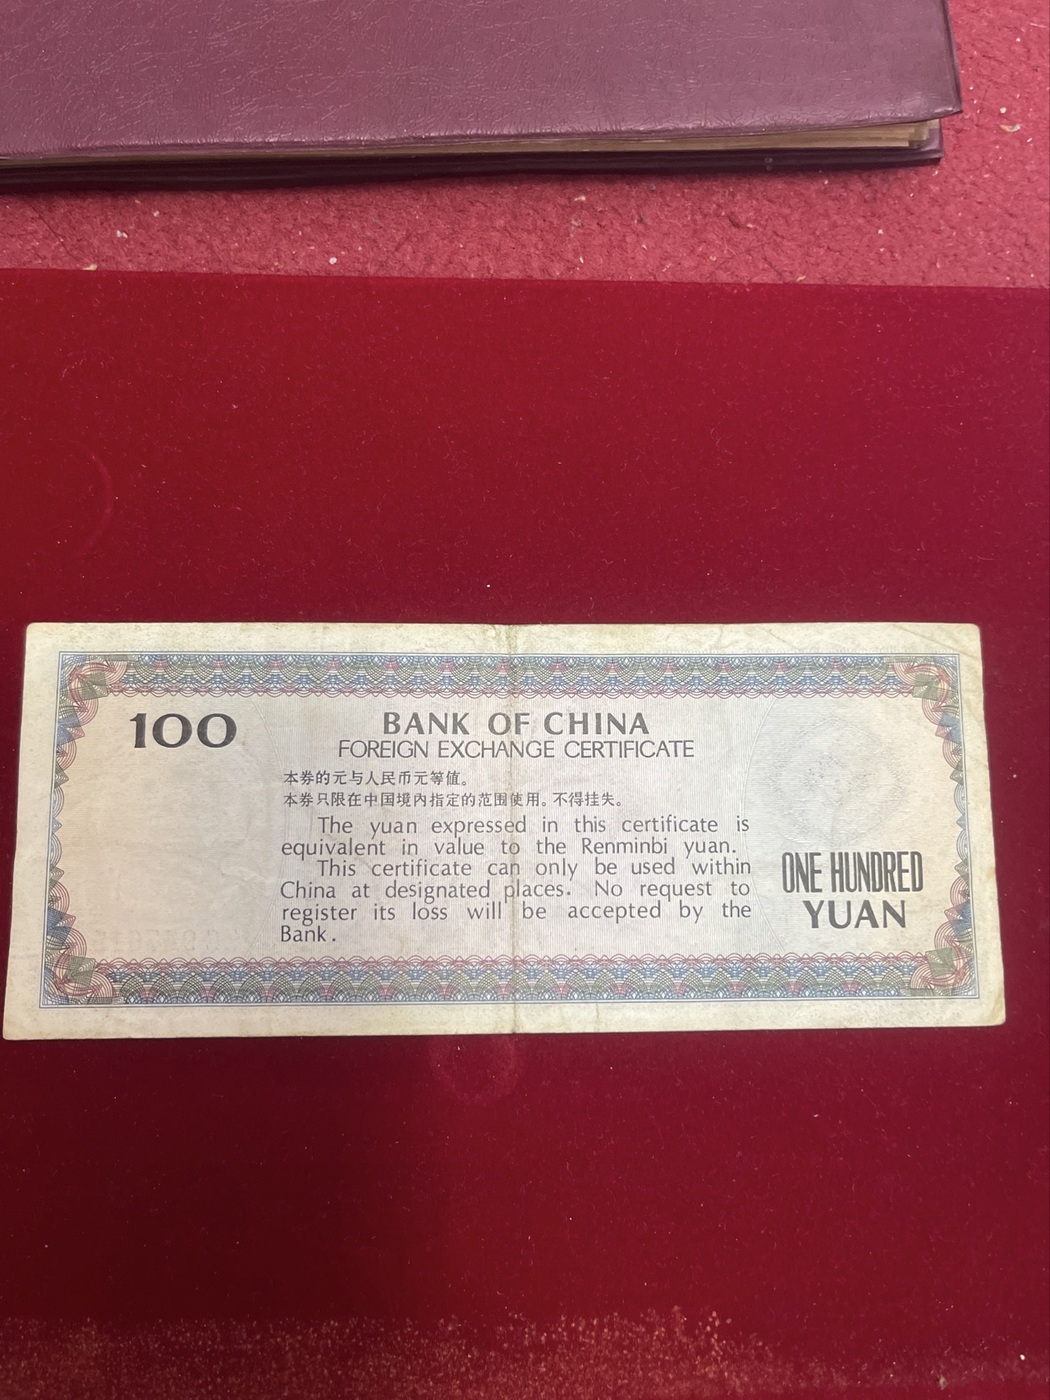 100
BANK OF CHINA
FOREIGN EXCHANGE CERTIFICATE
本券的元与人民币元等值。
本券只限在中国境内指定的范围使用。不得挂失。
The yuan expressed in this certificate is
equivalent in value to the Renminbi yuan.
This certificate can only be used within
China at designated places. No request to
register its loss will be accepted by the
Bank.
ONE HUNDRED
YUAN